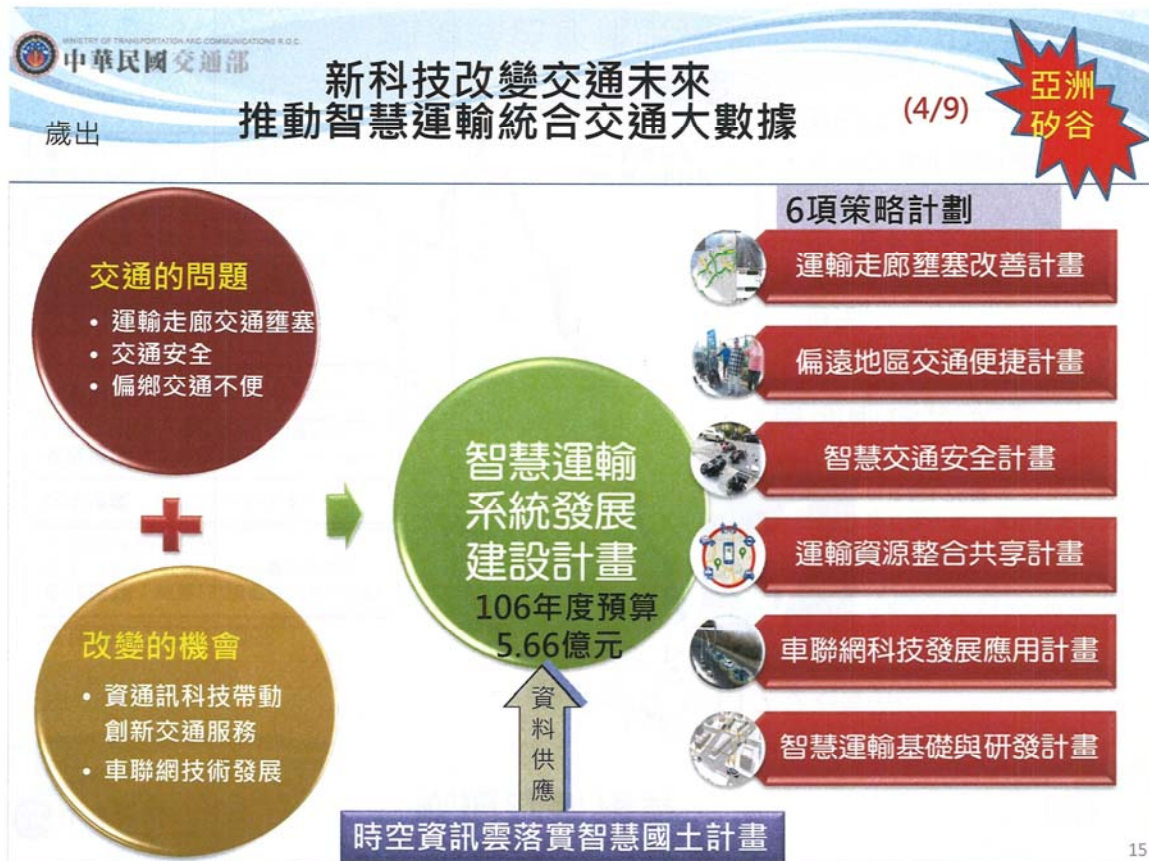 MINISTRY OF TRANSPORTATION AND COMMUNICATIONS R.O.C.
中華民國交通部
歲出
新科技改變交通未來
推動智慧運輸統合交通大數據
(4/9)
亞洲
矽谷
交通的問題
• 運輸走廊交通壅塞
• 交通安全
• 偏鄉交通不便
改變的機會
• 資通訊科技帶動
創新交通服務
• 車聯網技術發展
智慧運輸
系統發展
建設計畫
106年度預算
5.66億元
資
料
供
應
時空資訊雲落實智慧國土計畫
6項策略計劃
運輸走廊壅塞改善計畫
偏遠地區交通便捷計畫
智慧交通安全計畫
運輸資源整合共享計畫
車聯網科技發展應用計畫
智慧運輸基礎與研發計畫
15